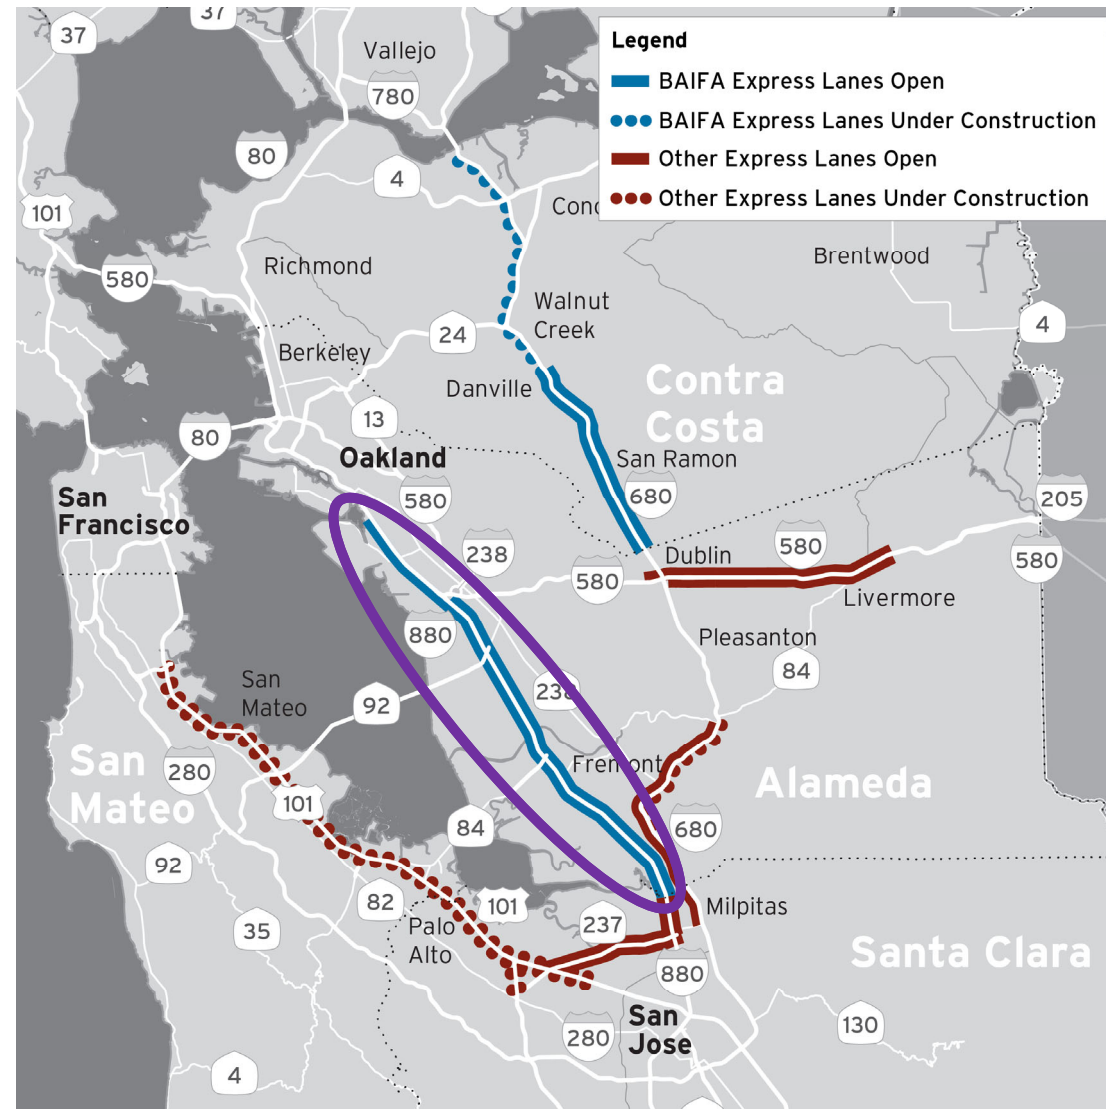 37
37
Vallejo
780
80
4
101
580
Richmond
Conc
Brentwood
Walnut
Creek
24
4
Berkeley
Danville
Contra
Costa
13
80
Oakland
San Ramon
580
680
205
San
Francisco
238
Dublin
580
580
580
Livermore
880
Pleasanton
84
San
Mateo
92
238
Fremont
San
Mateo
280
101
Alameda
84
680
92
82
101
Milpitas
Palo
Alto
237
35
Santa Clara
880
San
Jose
280
130
4
Legend
BAIFA Express Lanes Open
BAIFA Express Lanes Under Construction
Other Express Lanes Open
Other Express Lanes Under Construction